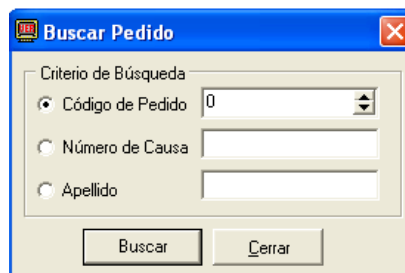 Buscar Pedido
Criterio de Búsqueda
Código de Pedido 0
Número de Causa
Apellido
Buscar Cerrar